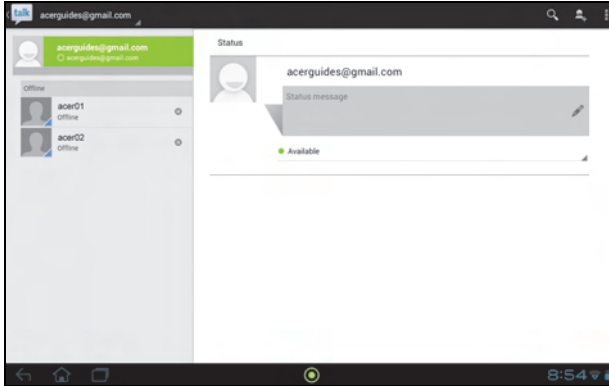 talk acerguides@gmail.com
acerguides@gmail.com
acerguides@gmail.com
Offline
acer01
Offline
acer02
Offline
Status
acerguides@gmail.com
Status message
Available
8:54